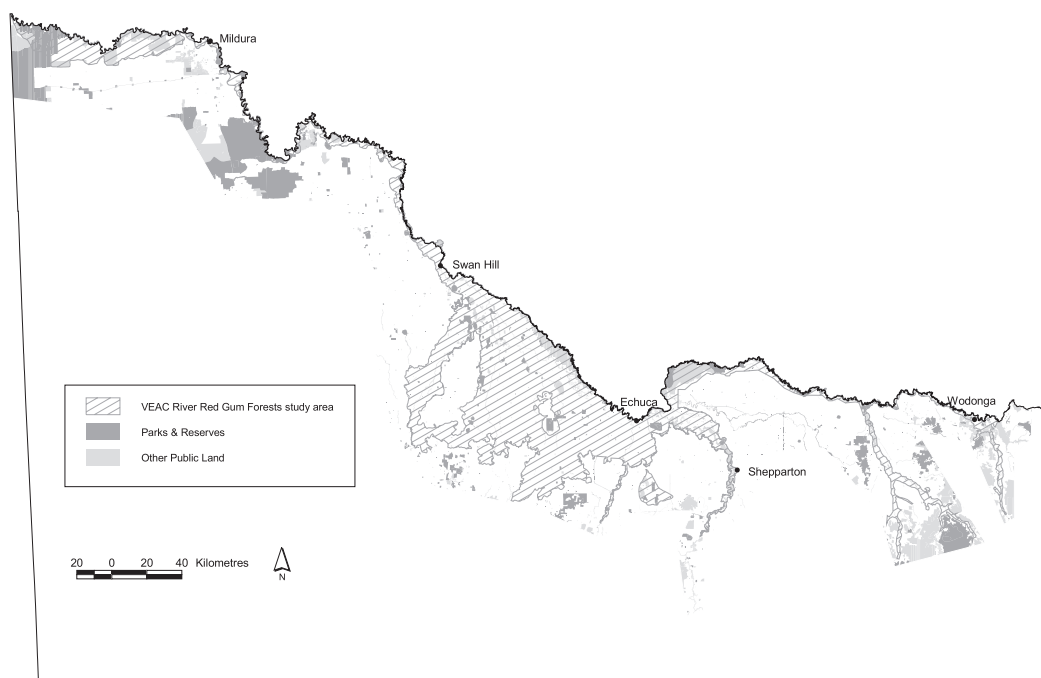 Mildura
Swan Hill
Echuca
Wodonga
Shepparton
VEAC River Red Gum Forests study area
Parks & Reserves
Other Public Land
20 0 20 40 Kilometres
N